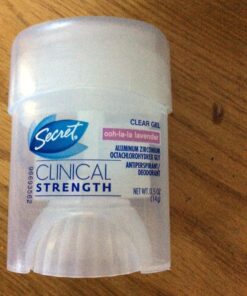 Secret
CLINICAL
STRENGTH
CLEAR GEL
ooh-la-la lavender
ALUMINUM ZIRCONIUM
OCTACHLOROHYDREX GLY
ANTIPERSPIRANT/
DEODORANT
NET WT. 0.5 OZ
(14g)
96693562